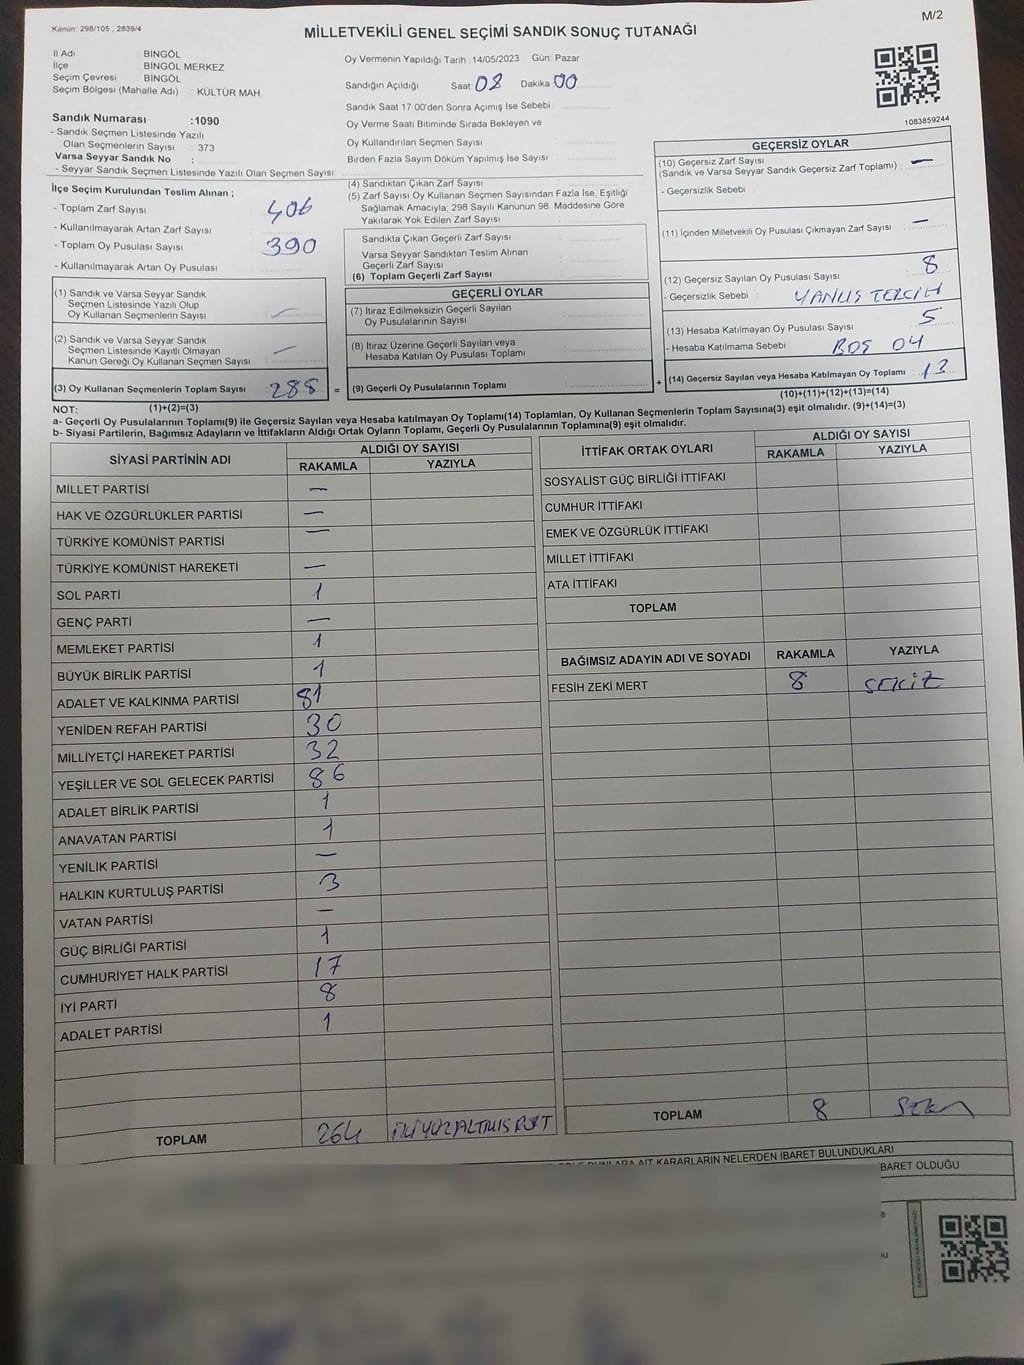 Kanun: 298/105 , 2839/4
M/2
MİLLETVEKİLİ GENEL SEÇİMİ SANDIK SONUÇ TUTANAĞI
İl Adı BİNGÖL
İlçe BİNGÖL MERKEZ
Seçim Çevresi BİNGÖL
Seçim Bölgesi (Mahalle Adı) : KÜLTÜR MAH.
Sandık Numarası :1090
- Sandık Seçmen Listesinde Yazılı
Olan Seçmenlerin Sayısı : 373
Varsa Seyyar Sandık No :
- Seyyar Sandık Seçmen Listesinde Yazılı Olan Seçmen Sayısı:
Oy Vermenin Yapıldığı Tarih :14/05/2023 Gün: Pazar
Sandığın Açıldığı Saat: 08 Dakika 00
Sandık Saat 17:00'den Sonra Açımış İse Sebebi :
Oy Verme Saati Bitiminde Sırada Bekleyen ve
Oy Kullandırılan Seçmen Sayısı :
Birden Fazla Sayım Döküm Yapılmış İse Sayısı :
1083859244
İlçe Seçim Kurulundan Teslim Alınan ;
- Toplam Zarf Sayısı : 406
- Kullanılmayarak Artan Zarf Sayısı :
- Toplam Oy Pusulası Sayısı : 390
- Kullanılmayarak Artan Oy Pusulası :
(1) Sandık ve Varsa Seyyar Sandık
Seçmen Listesinde Yazılı Olup
Oy Kullanan Seçmenlerin Sayısı : —
(2) Sandık ve Varsa Seyyar Sandık
Seçmen Listesinde Kayıtlı Olmayan
Kanun Gereği Oy Kullanan Seçmen Sayısı : —
(3) Oy Kullanan Seçmenlerin Toplam Sayısı : 285 =
(1)+(2)=(3)
(4) Sandıktan Çıkan Zarf Sayısı :
(5) Zarf Sayısı Oy Kullanan Seçmen Sayısından Fazla İse, Eşitliği
Sağlamak Amacıyla, 298 Sayılı Kanunun 98. Maddesine Göre
Yakılarak Yok Edilen Zarf Sayısı :
Sandıkta Çıkan Geçerli Zarf Sayısı :
Varsa Seyyar Sandıktan Teslim Alınan
Geçerli Zarf Sayısı :
(6) Toplam Geçerli Zarf Sayısı :
GEÇERLİ OYLAR
(7) İtiraz Edilmeksizin Geçerli Sayılan
Oy Pusulalarının Sayısı :
(8) İtiraz Üzerine Geçerli Sayılan veya
Hesaba Katılan Oy Pusulası Toplamı :
(9) Geçerli Oy Pusulalarının Toplamı : +
GEÇERSİZ OYLAR
(10) Geçersiz Zarf Sayısı
(Sandık ve Varsa Seyyar Sandık Geçersiz Zarf Toplamı) : —
- Geçersizlik Sebebi :
(11) İçinden Milletvekili Oy Pusulası Çıkmayan Zarf Sayısı : —
(12) Geçersiz Sayılan Oy Pusulası Sayısı : 8
- Geçersizlik Sebebi : YANLIŞ TERCİH
(13) Hesaba Katılmayan Oy Pusulası Sayısı : 5
- Hesaba Katılmama Sebebi : BOŞ OY
(14) Geçersiz Sayılan veya Hesaba Katılmayan Oy Toplamı : 13
(10)+(11)+(12)+(13)=(14)
NOT:
a- Geçerli Oy Pusulalarının Toplamı(9) ile Geçersiz Sayılan veya Hesaba katılmayan Oy Toplamı(14) Toplamları, Oy Kullanan Seçmenlerin Toplam Sayısına(3) eşit olmalıdır. (9)+(14)=(3)
b- Siyasi Partilerin, Bağımsız Adayların ve İttifakların Aldığı Ortak Oyların Toplamı, Geçerli Oy Pusulalarının Toplamına(9) eşit olmalıdır.
SİYASİ PARTİNİN ADI ALDIĞI OY SAYISI
RAKAMLA YAZIYLA
MİLLET PARTİSİ —
HAK VE ÖZGÜRLÜKLER PARTİSİ —
TÜRKİYE KOMÜNİST PARTİSİ —
TÜRKİYE KOMÜNİST HAREKETİ —
SOL PARTİ 1
GENÇ PARTİ —
MEMLEKET PARTİSİ 1
BÜYÜK BİRLİK PARTİSİ 1
ADALET VE KALKINMA PARTİSİ 81
YENİDEN REFAH PARTİSİ 30
MİLLİYETÇİ HAREKET PARTİSİ 32
YEŞİLLER VE SOL GELECEK PARTİSİ 86
ADALET BİRLİK PARTİSİ 1
ANAVATAN PARTİSİ 1
YENİLİK PARTİSİ —
HALKIN KURTULUŞ PARTİSİ 3
VATAN PARTİSİ —
GÜÇ BİRLİĞİ PARTİSİ 1
CUMHURİYET HALK PARTİSİ 17
İYİ PARTİ 8
ADALET PARTİSİ 1
TOPLAM 264 İKİYÜZALTMIŞDÖRT
İTTİFAK ORTAK OYLARI ALDIĞI OY SAYISI
RAKAMLA YAZIYLA
SOSYALİST GÜÇ BİRLİĞİ İTTİFAKI
CUMHUR İTTİFAKI
EMEK VE ÖZGÜRLÜK İTTİFAKI
MİLLET İTTİFAKI
ATA İTTİFAKI
TOPLAM
BAĞIMSIZ ADAYIN ADI VE SOYADI RAKAMLA YAZIYLA
FESİH ZEKİ MERT 8 SEKİZ
TOPLAM 8
AİT KARARLARIN NELERDEN İBARET BULUNDUKLARI
BARET OLDUĞU